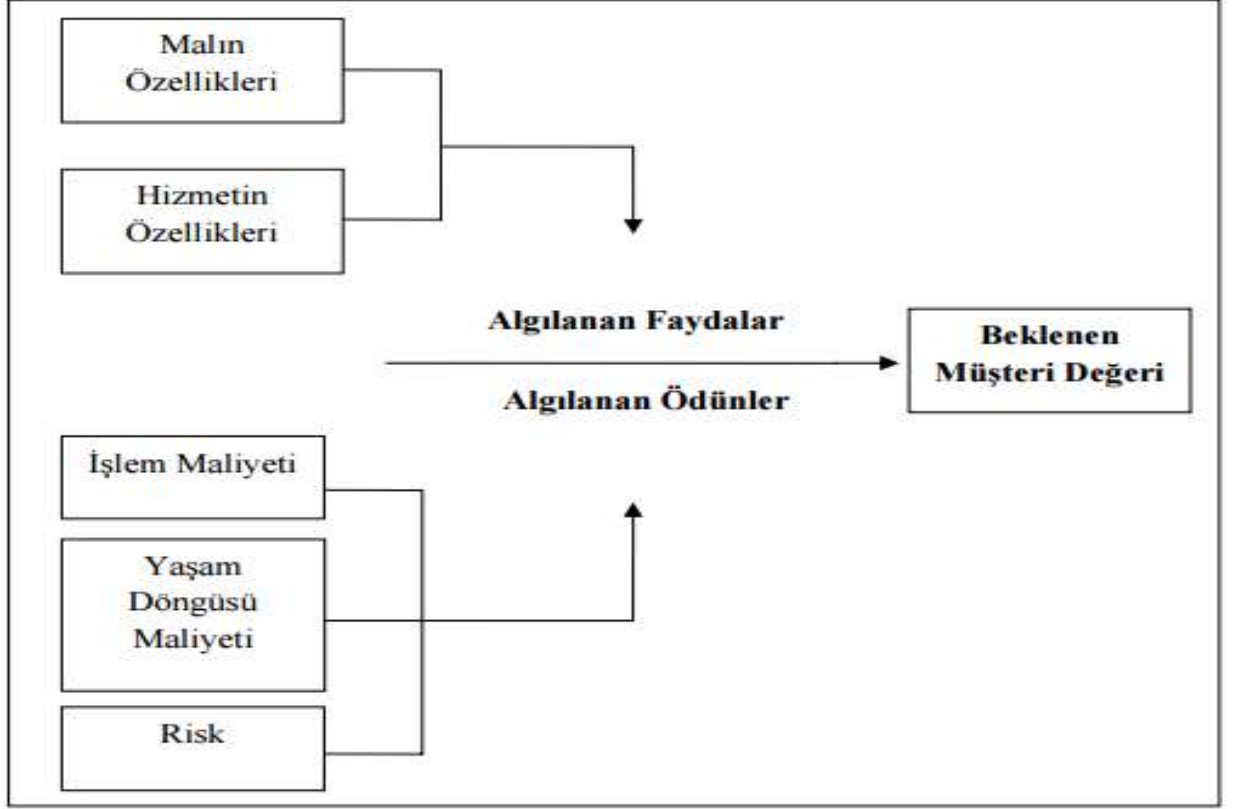 Malın
Özellikleri
Hizmetin
Özellikleri
Algılanan Faydalar
Algılanan Ödünler
Beklenen
Müşteri Değeri
İşlem Maliyeti
Yaşam
Döngüsü
Maliyeti
Risk